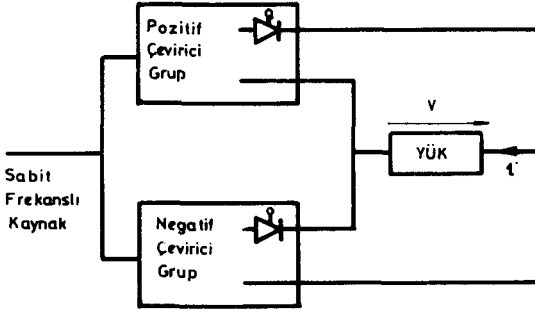 Pozitif
Çevirici
Grup
V
YÜK
i
Sabit
Frekanslı
Kaynak
Negatif
Çevirici
Grup